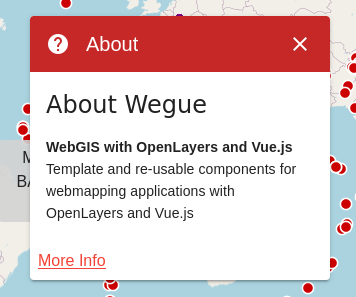 About
About Wegue
WebGIS with OpenLayers and Vue.js
Template and re-usable components for
webmapping applications with
OpenLayers and Vue.js
More Info
M
BA